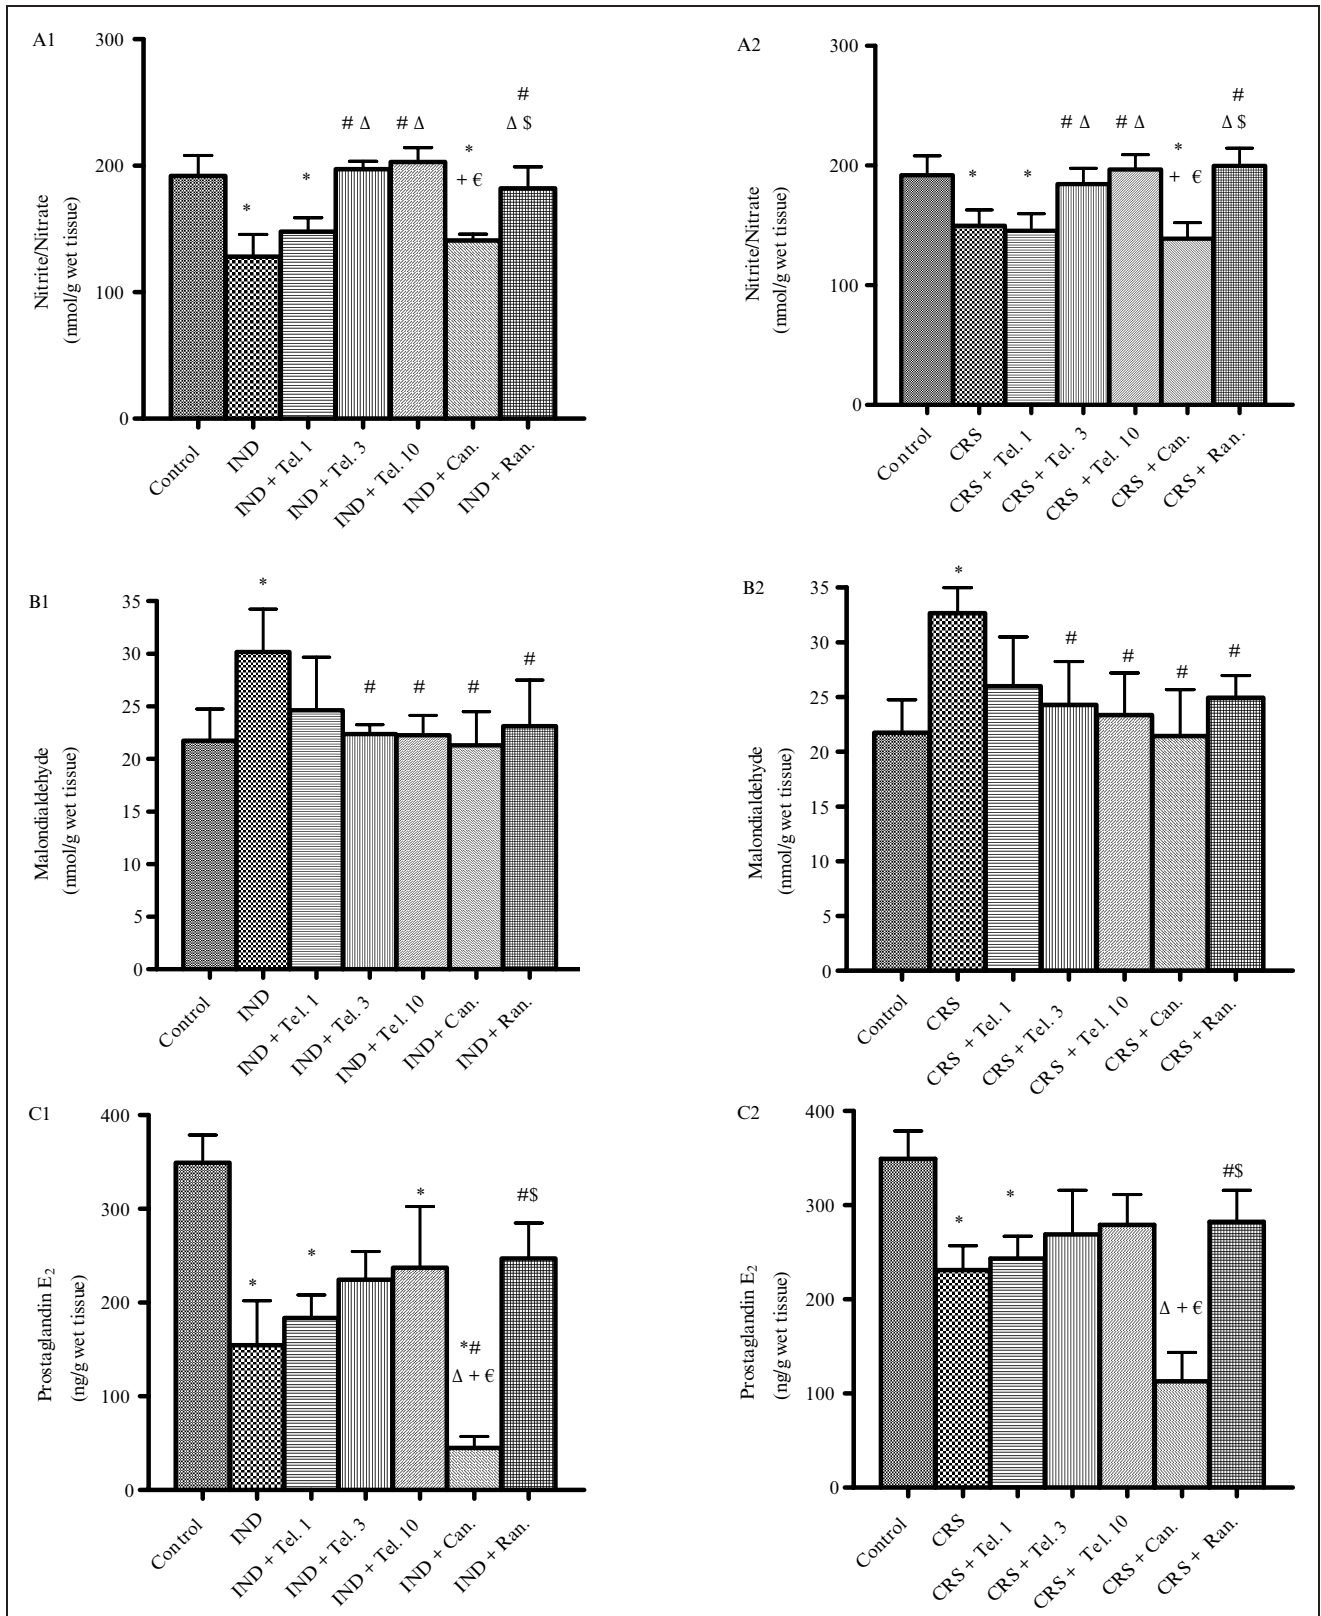 A1
300
200
100
0
Nitrite/Nitrate
(nmol/g wet tissue)
*
*
# Δ
# Δ
*
+ €
#
Δ $
Control
IND
IND + Tel. 1
IND + Tel. 3
IND + Tel. 10
IND + Can.
IND + Ran.
A2
300
200
100
0
Nitrite/Nitrate
(nmol/g wet tissue)
*
*
# Δ
# Δ
*
+ €
#
Δ $
Control
CRS
CRS + Tel. 1
CRS + Tel. 3
CRS + Tel. 10
CRS + Can.
CRS + Ran.
B1
35
30
25
20
15
10
5
0
Malondialdehyde
(nmol/g wet tissue)
*
#
#
#
#
Control
IND
IND + Tel. 1
IND + Tel. 3
IND + Tel. 10
IND + Can.
IND + Ran.
B2
35
30
25
20
15
10
5
0
Malondialdehyde
(nmol/g wet tissue)
*
#
#
#
#
Control
CRS
CRS + Tel. 1
CRS + Tel. 3
CRS + Tel. 10
CRS + Can.
CRS + Ran.
C1
400
300
200
100
0
Prostaglandin E2
(ng/g wet tissue)
*
*
*
*#
Δ + €
#$
Control
IND
IND + Tel. 1
IND + Tel. 3
IND + Tel. 10
IND + Can.
IND + Ran.
C2
400
300
200
100
0
Prostaglandin E2
(ng/g wet tissue)
*
*
Δ + €
#$
Control
CRS
CRS + Tel. 1
CRS + Tel. 3
CRS + Tel. 10
CRS + Can.
CRS + Ran.